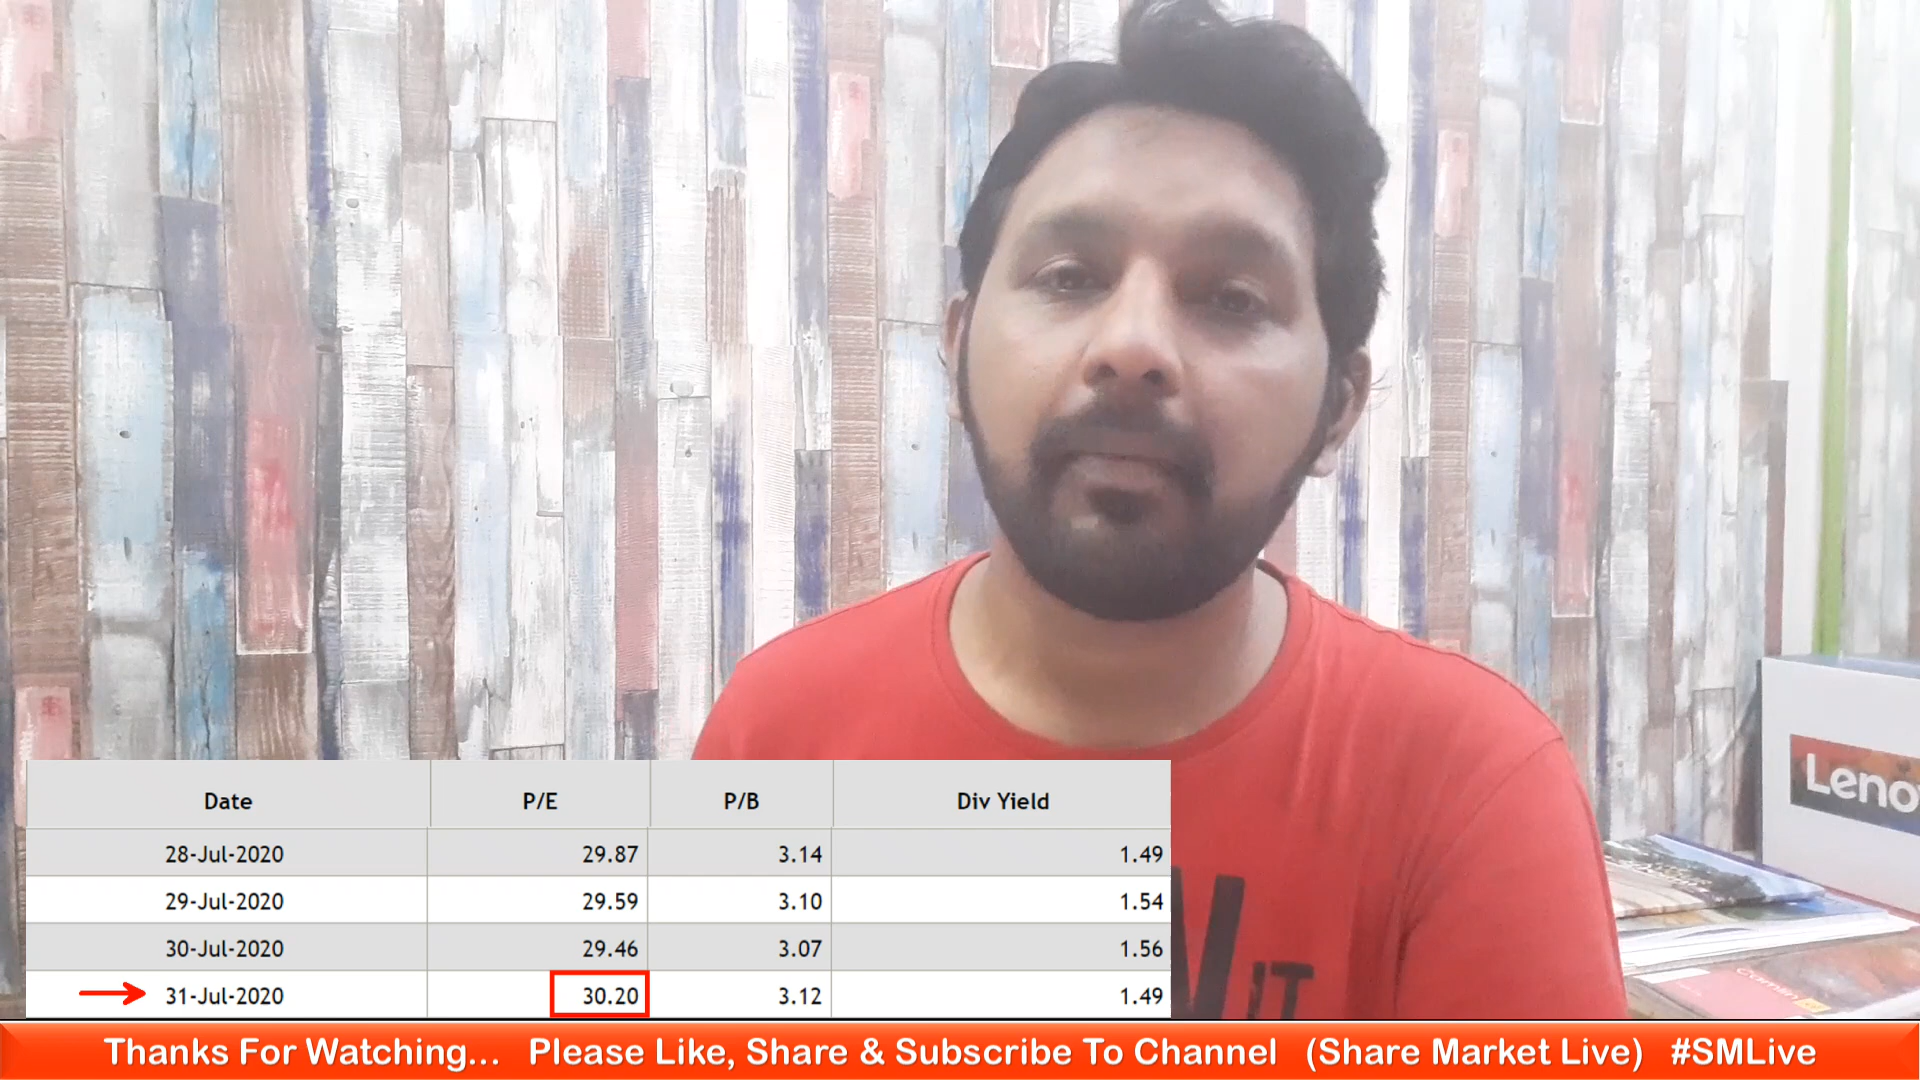 Leno
Date P/E P/B Div Yield
28-Jul-2020 29.87 3.14 1.49
29-Jul-2020 29.59 3.10 1.54
30-Jul-2020 29.46 3.07 1.56
31-Jul-2020 30.20 3.12 1.49
IT
Thanks For Watching... Please Like, Share & Subscribe To Channel (Share Market Live) #SMLive